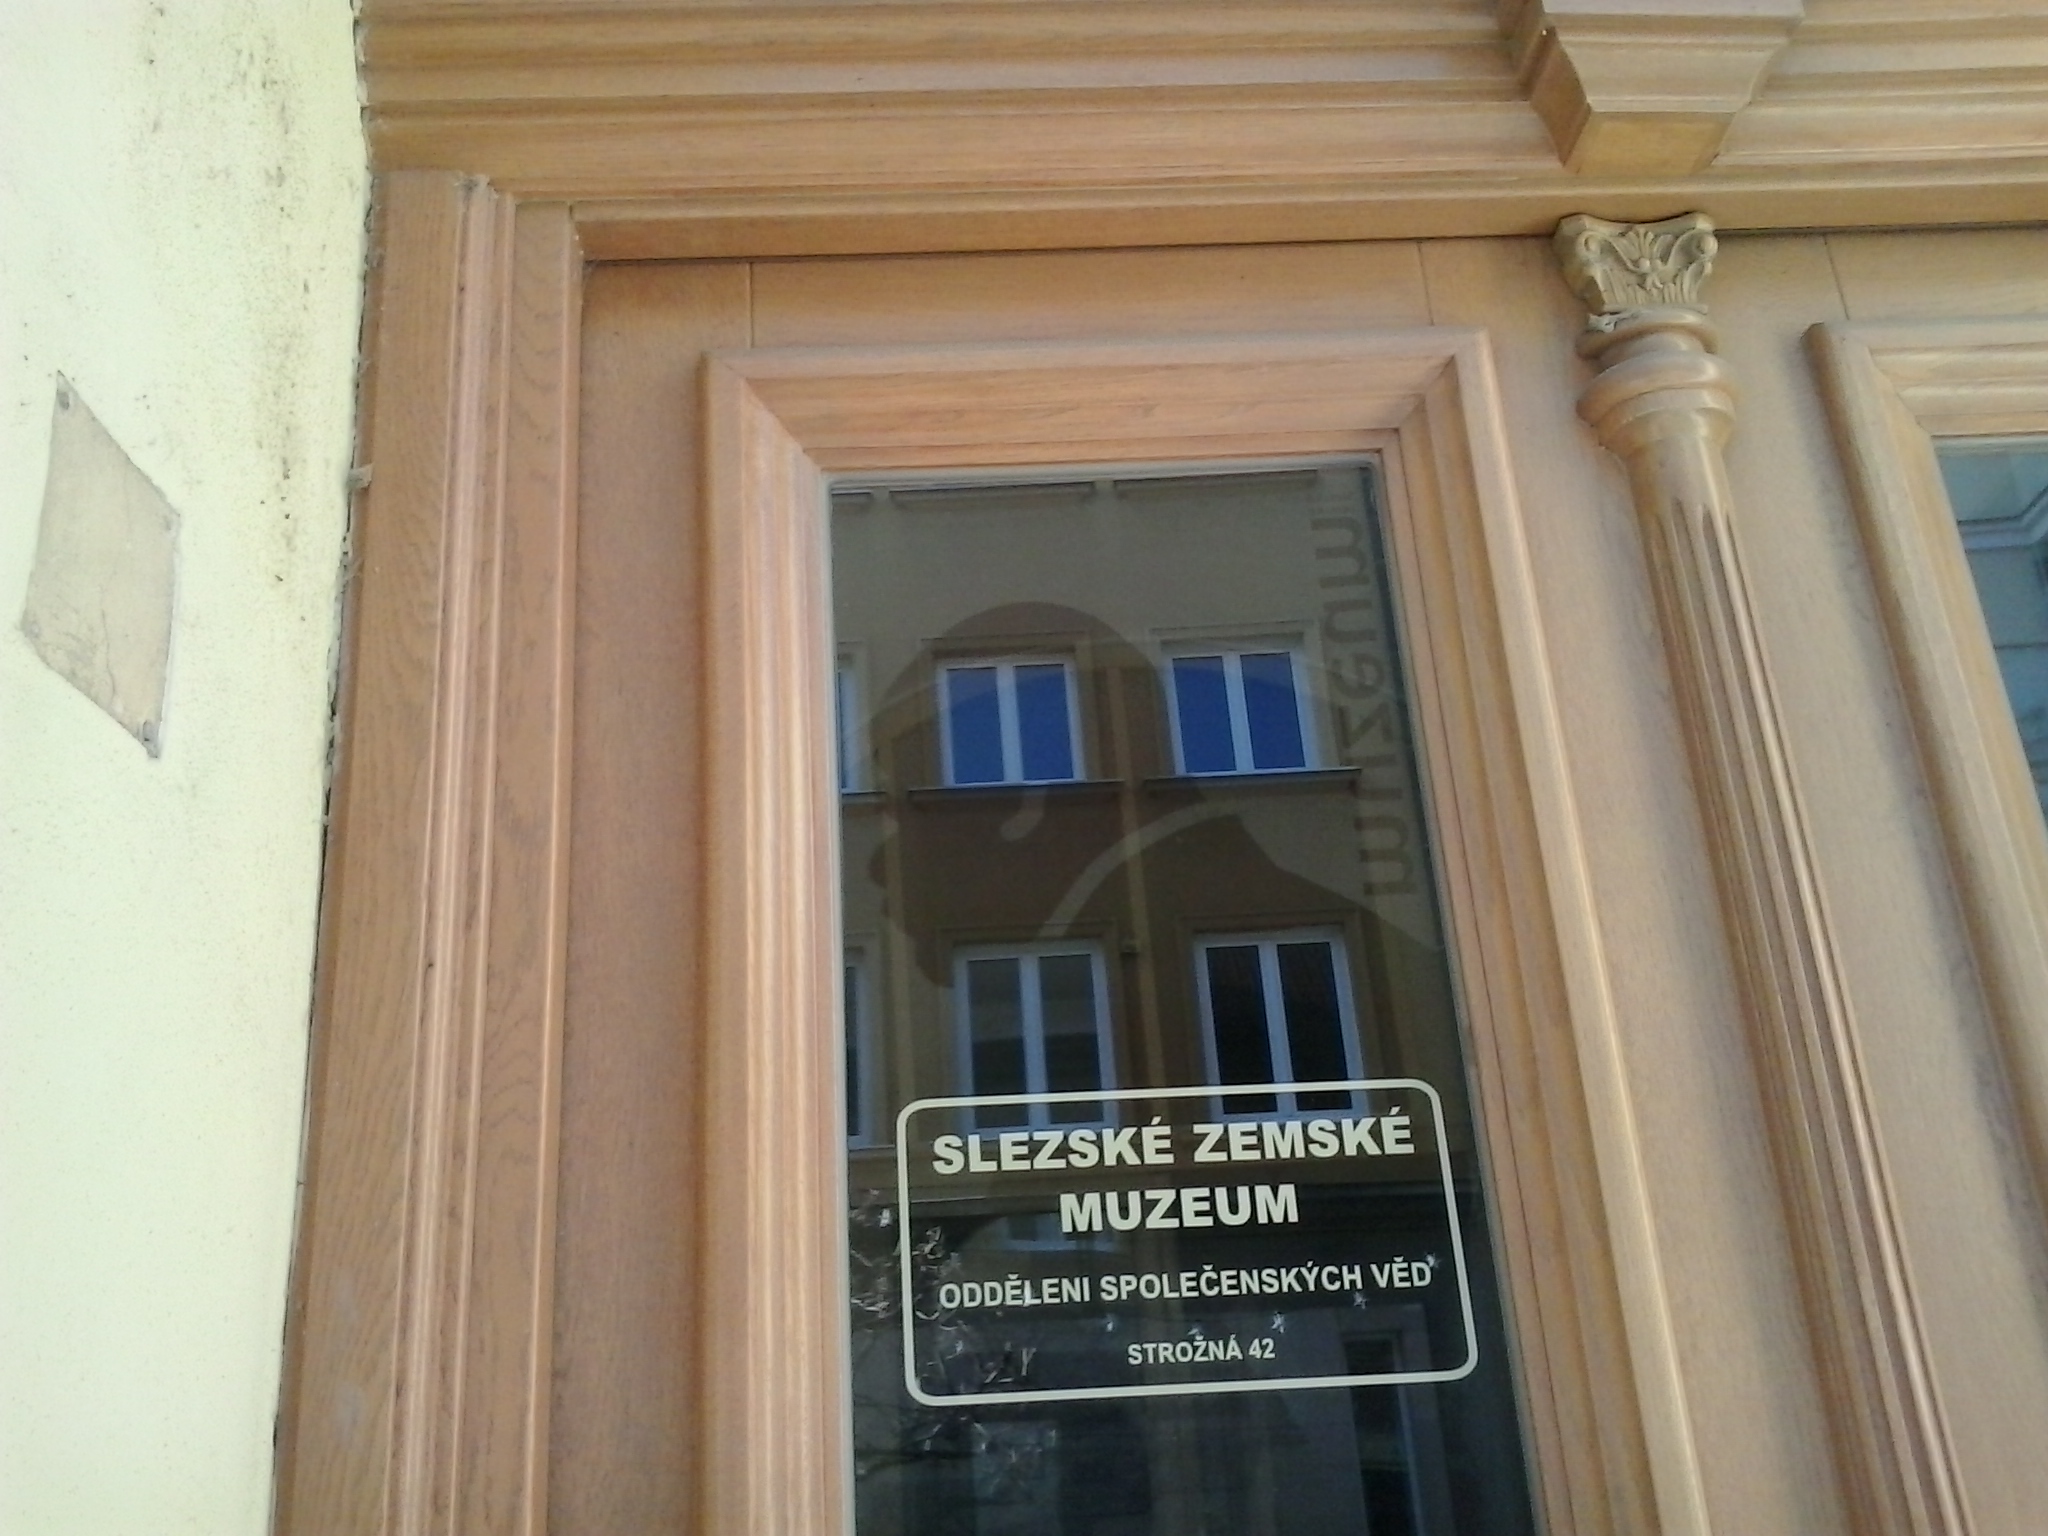 muzeum
SLEZSKÉ ZEMSKÉ
MUZEUM
ODDĚLENI SPOLEČENSKÝCH VĚD
STROŽNÁ 42